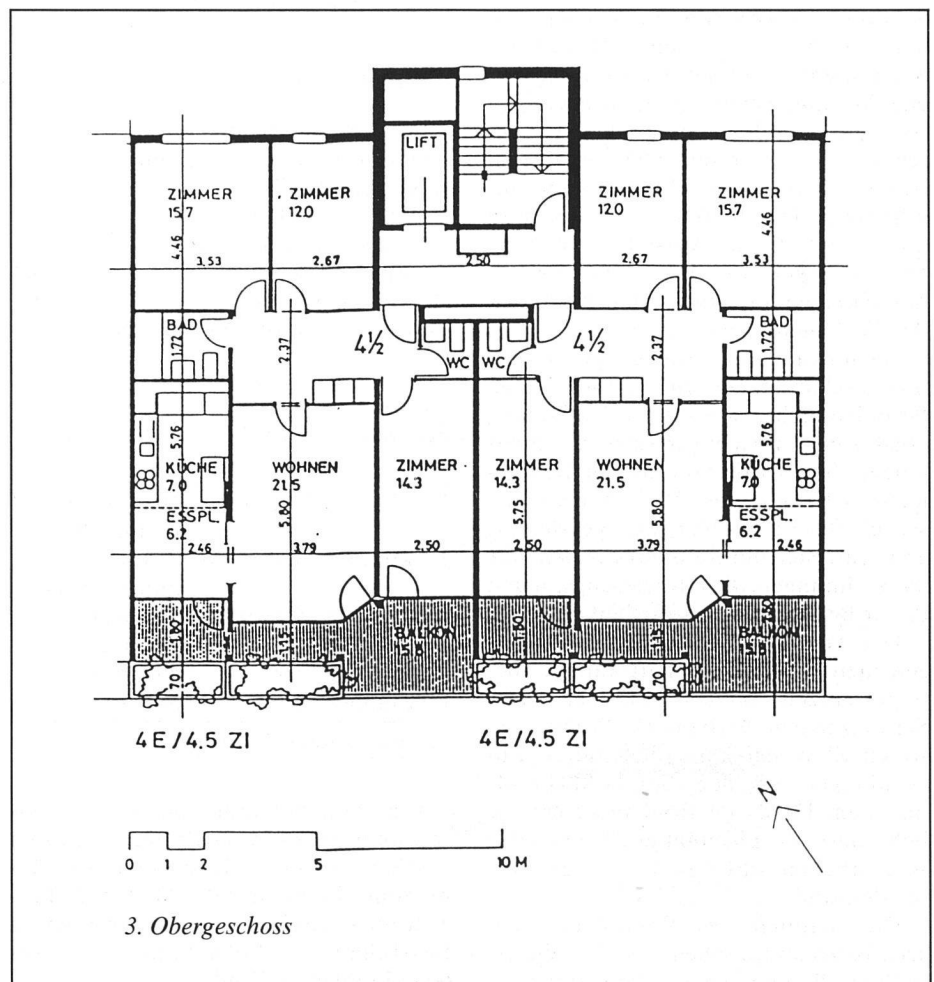 LIFT
ZIMMER
15.7
ZIMMER
12.0
ZIMMER
12.0
ZIMMER
15.7
4.46
4.46
3.53
2.67
2.50
2.67
3.53
BAD
1.72
2.37
4½
WC
WC
4½
2.37
BAD
1.72
5.76
KÜCHE
7.0
ESSPL.
6.2
WOHNEN
21.5
ZIMMER
14.3
ZIMMER
14.3
WOHNEN
21.5
5.76
KÜCHE
7.0
ESSPL.
6.2
5.80
5.75
5.80
2.46
3.79
2.50
2.50
3.79
2.46
1.15
BALKON
15.8
1.15
BALKON
15.8
70
70
4E/4.5 ZI
4E/4.5 ZI
N
0 1 2 5 10 M
3. Obergeschoss